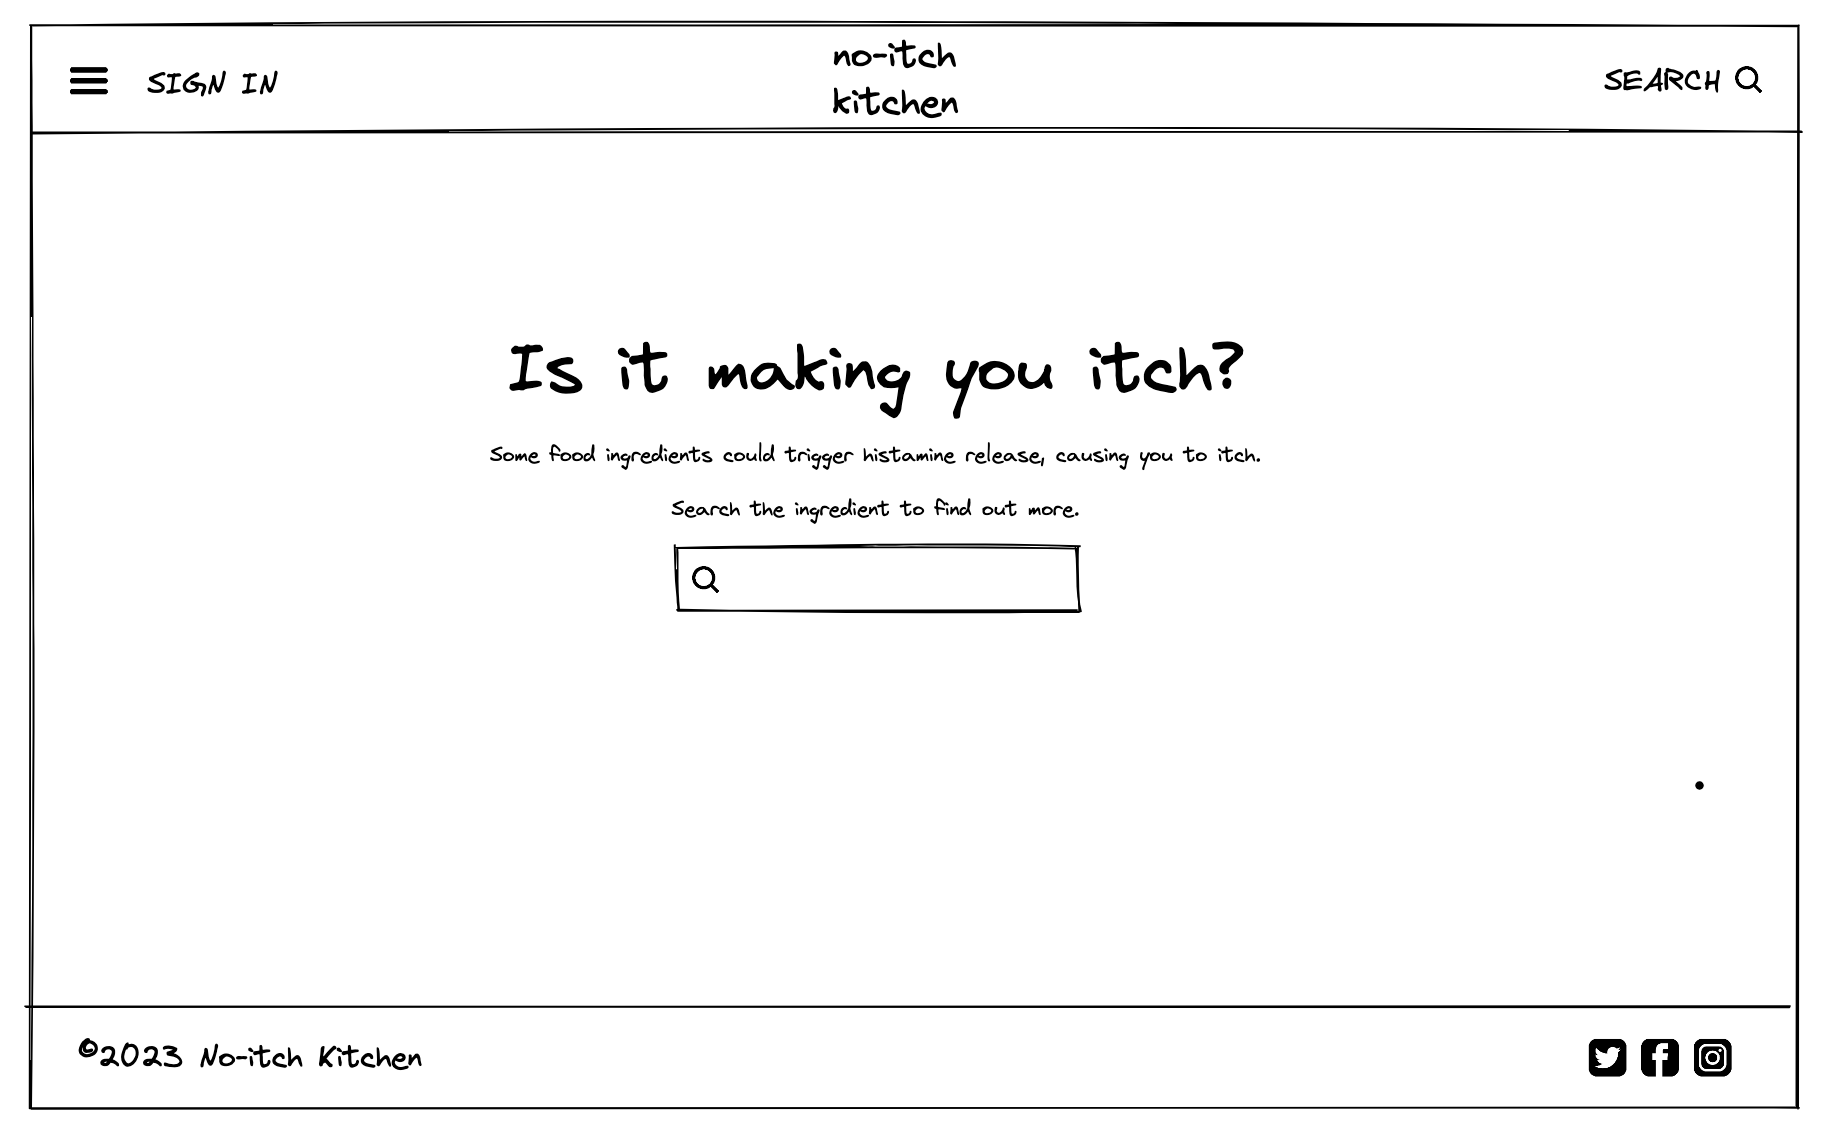 SIGN IN
no-itch
kitchen
SEARCH
Is it making you itch?
Some food ingredients could trigger histamine release, causing you to itch.
Search the ingredient to find out more.
©2023 No-itch Kitchen